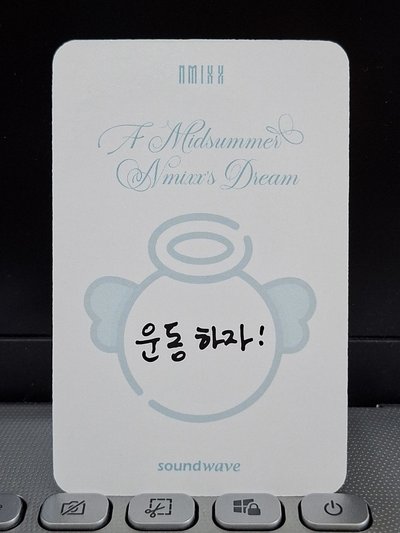 NMIXX
A Midsummer
Nmixx's Dream
운동 하자!
soundwave